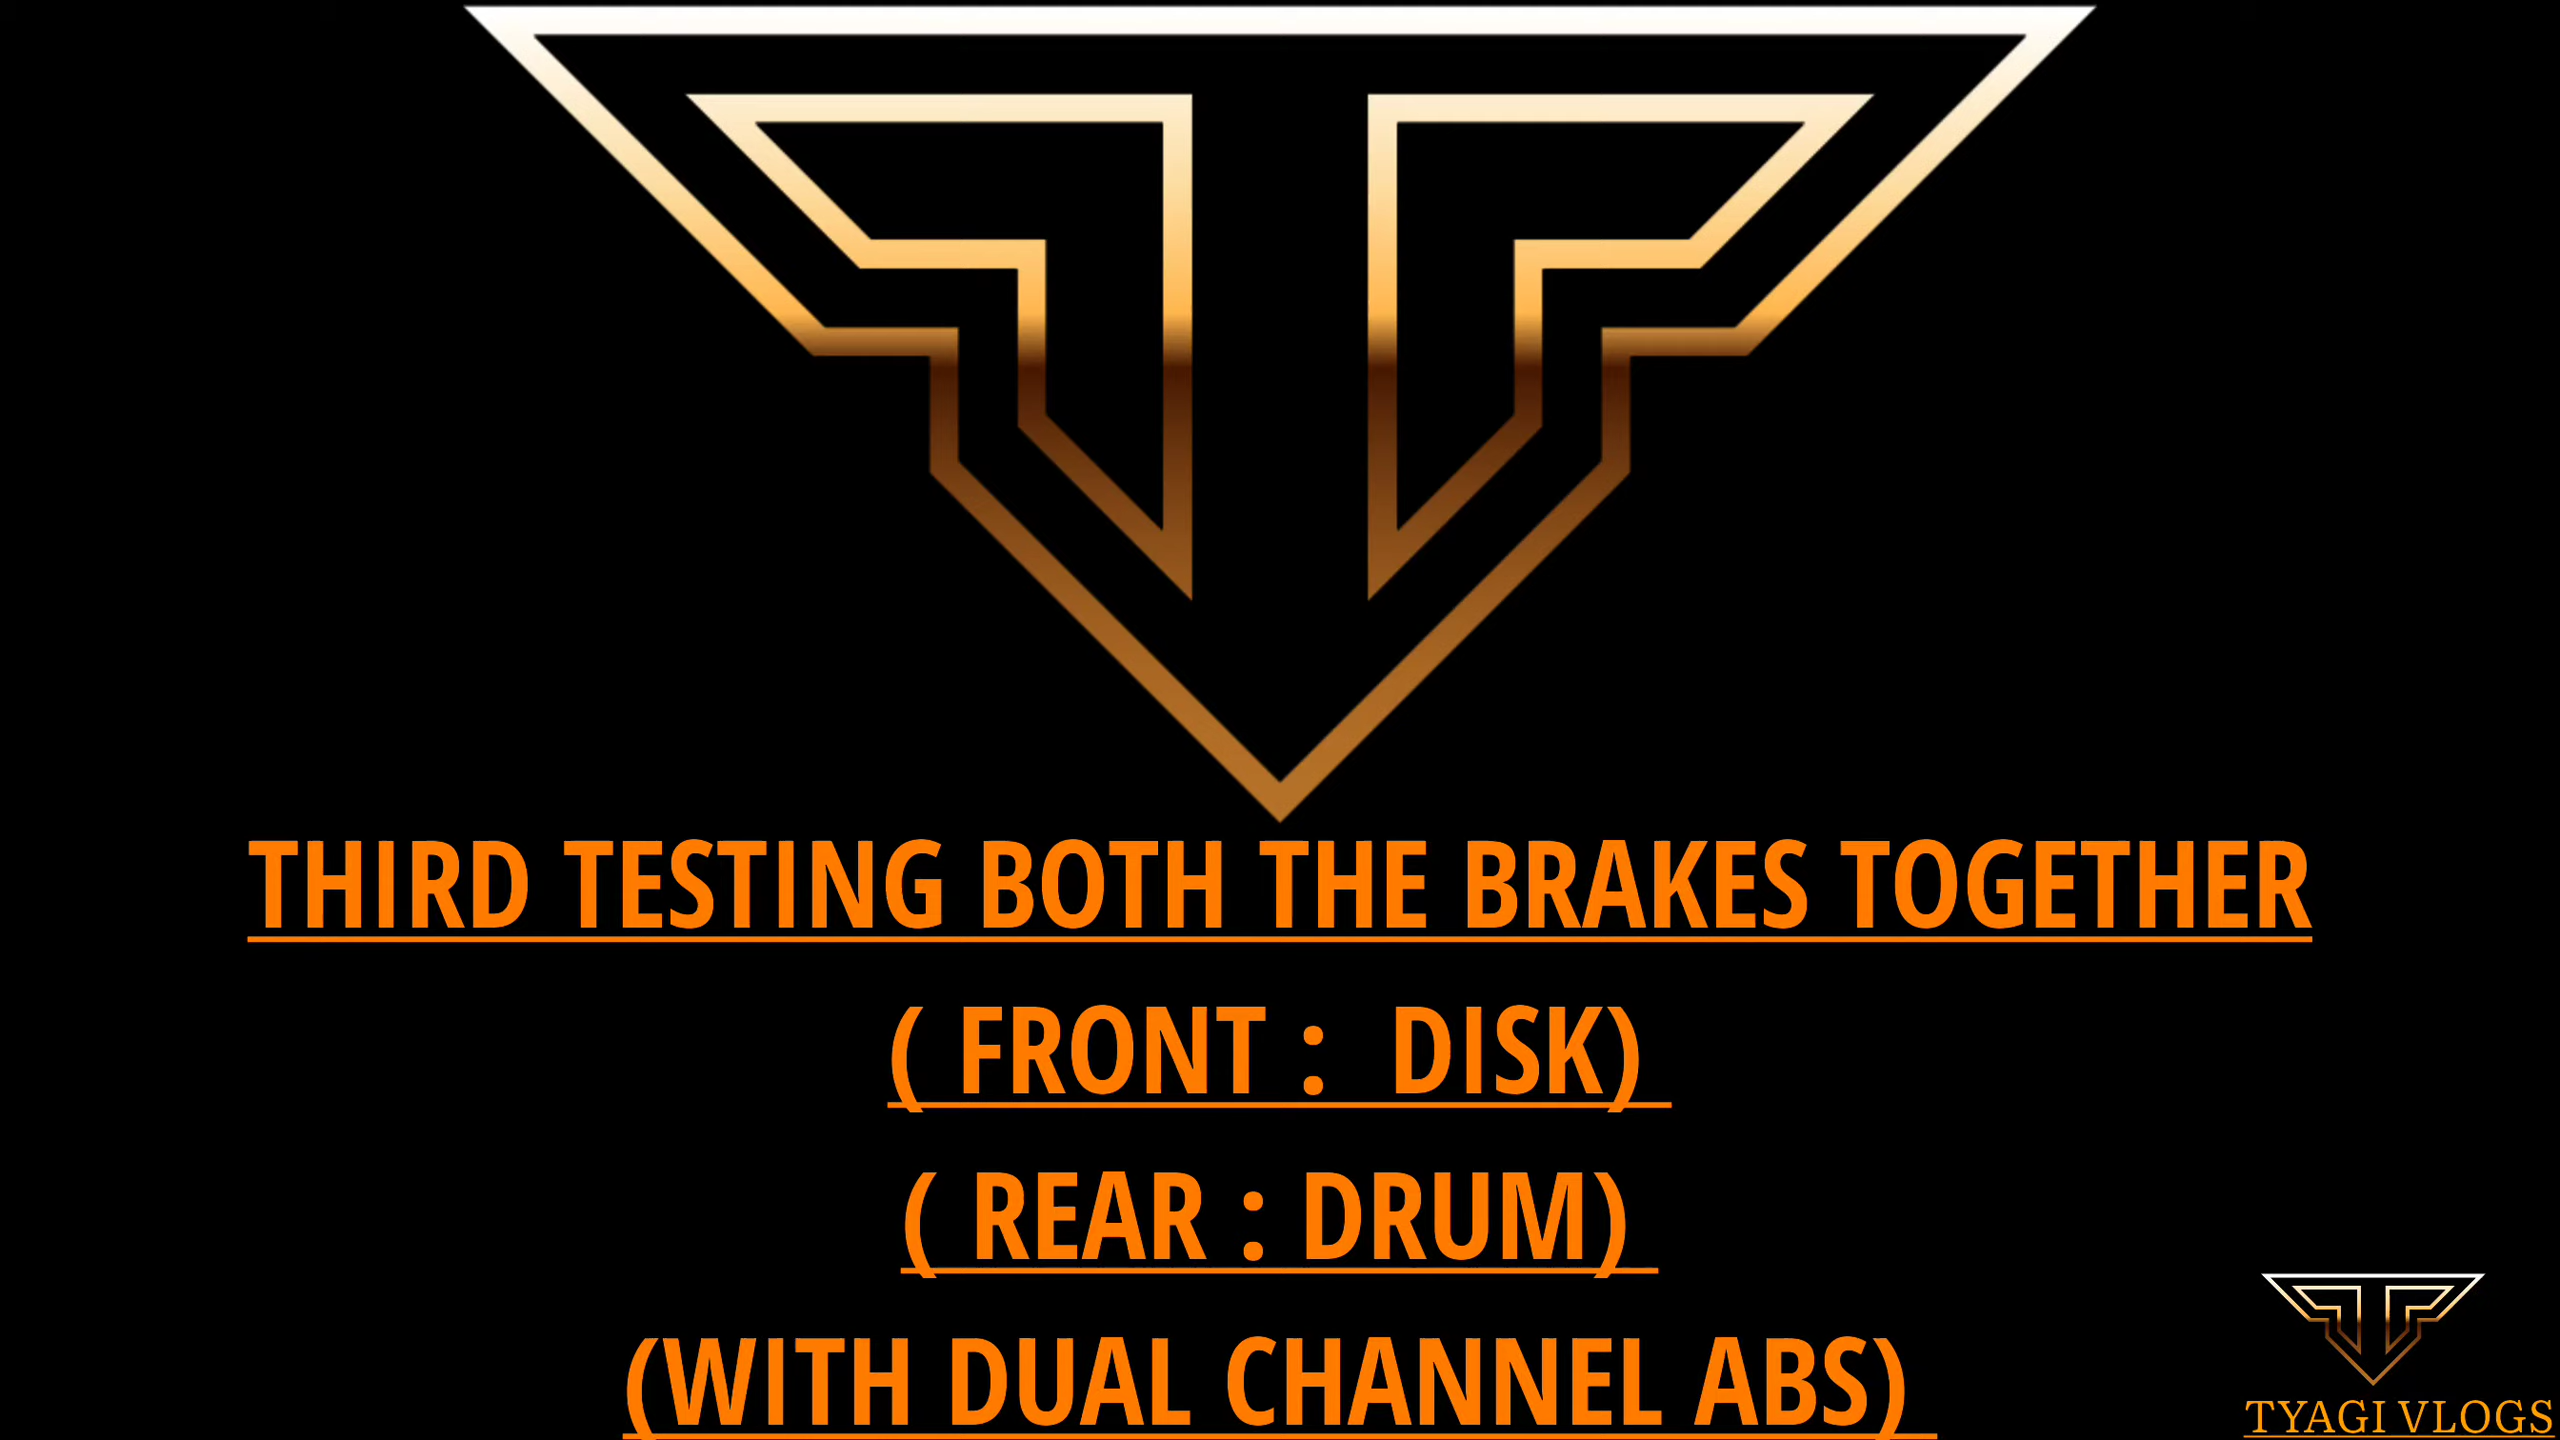 THIRD TESTING BOTH THE BRAKES TOGETHER
( FRONT :  DISK)
( REAR : DRUM)
(WITH DUAL CHANNEL ABS)
TYAGI VLOGS